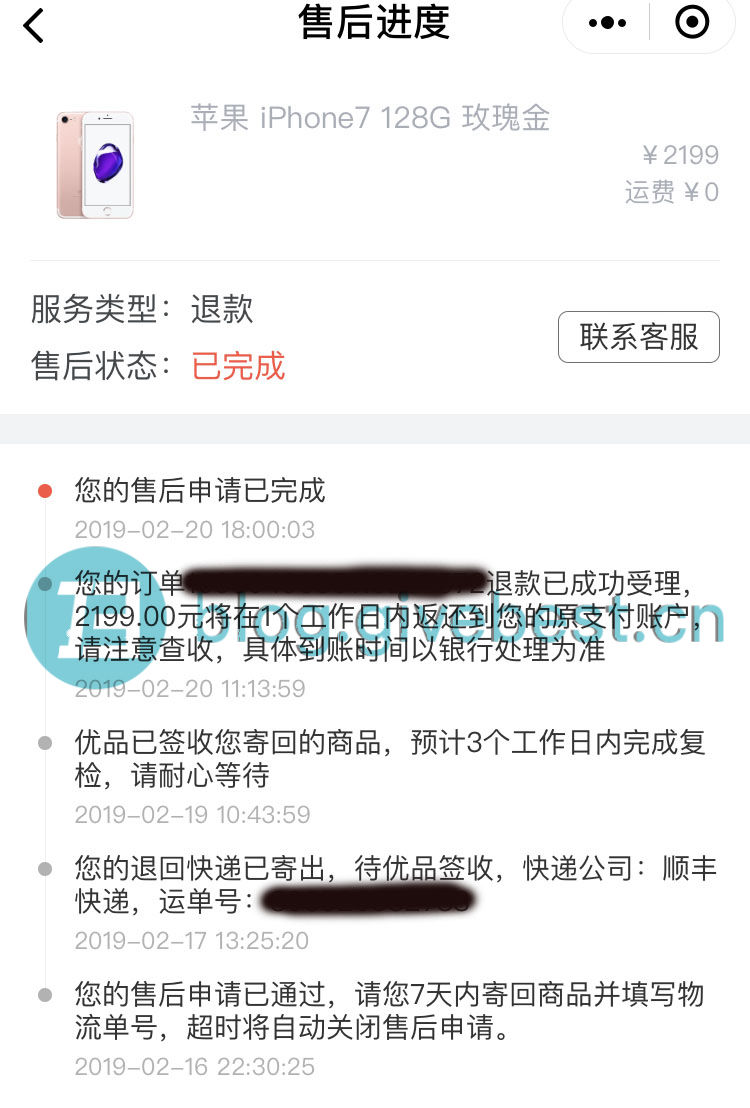 售后进度
苹果 iPhone7 128G 玫瑰金
￥2199
运费 ￥0
服务类型：退款
联系客服
售后状态：已完成
您的售后申请已完成
2019-02-20 18:00:03
您的订单退款已成功受理，
2199.00元将在1个工作日内返还到您的原支付账户，
blog.givebest.cn
请注意查收，具体到账时间以银行处理为准
2019-02-20 11:13:59
优品已签收您寄回的商品，预计3个工作日内完成复
检，请耐心等待
2019-02-19 10:43:59
您的退回快递已寄出，待优品签收，快递公司：顺丰
快递，运单号：
2019-02-17 13:25:20
您的售后申请已通过，请您7天内寄回商品并填写物
流单号，超时将自动关闭售后申请。
2019-02-16 22:30:25